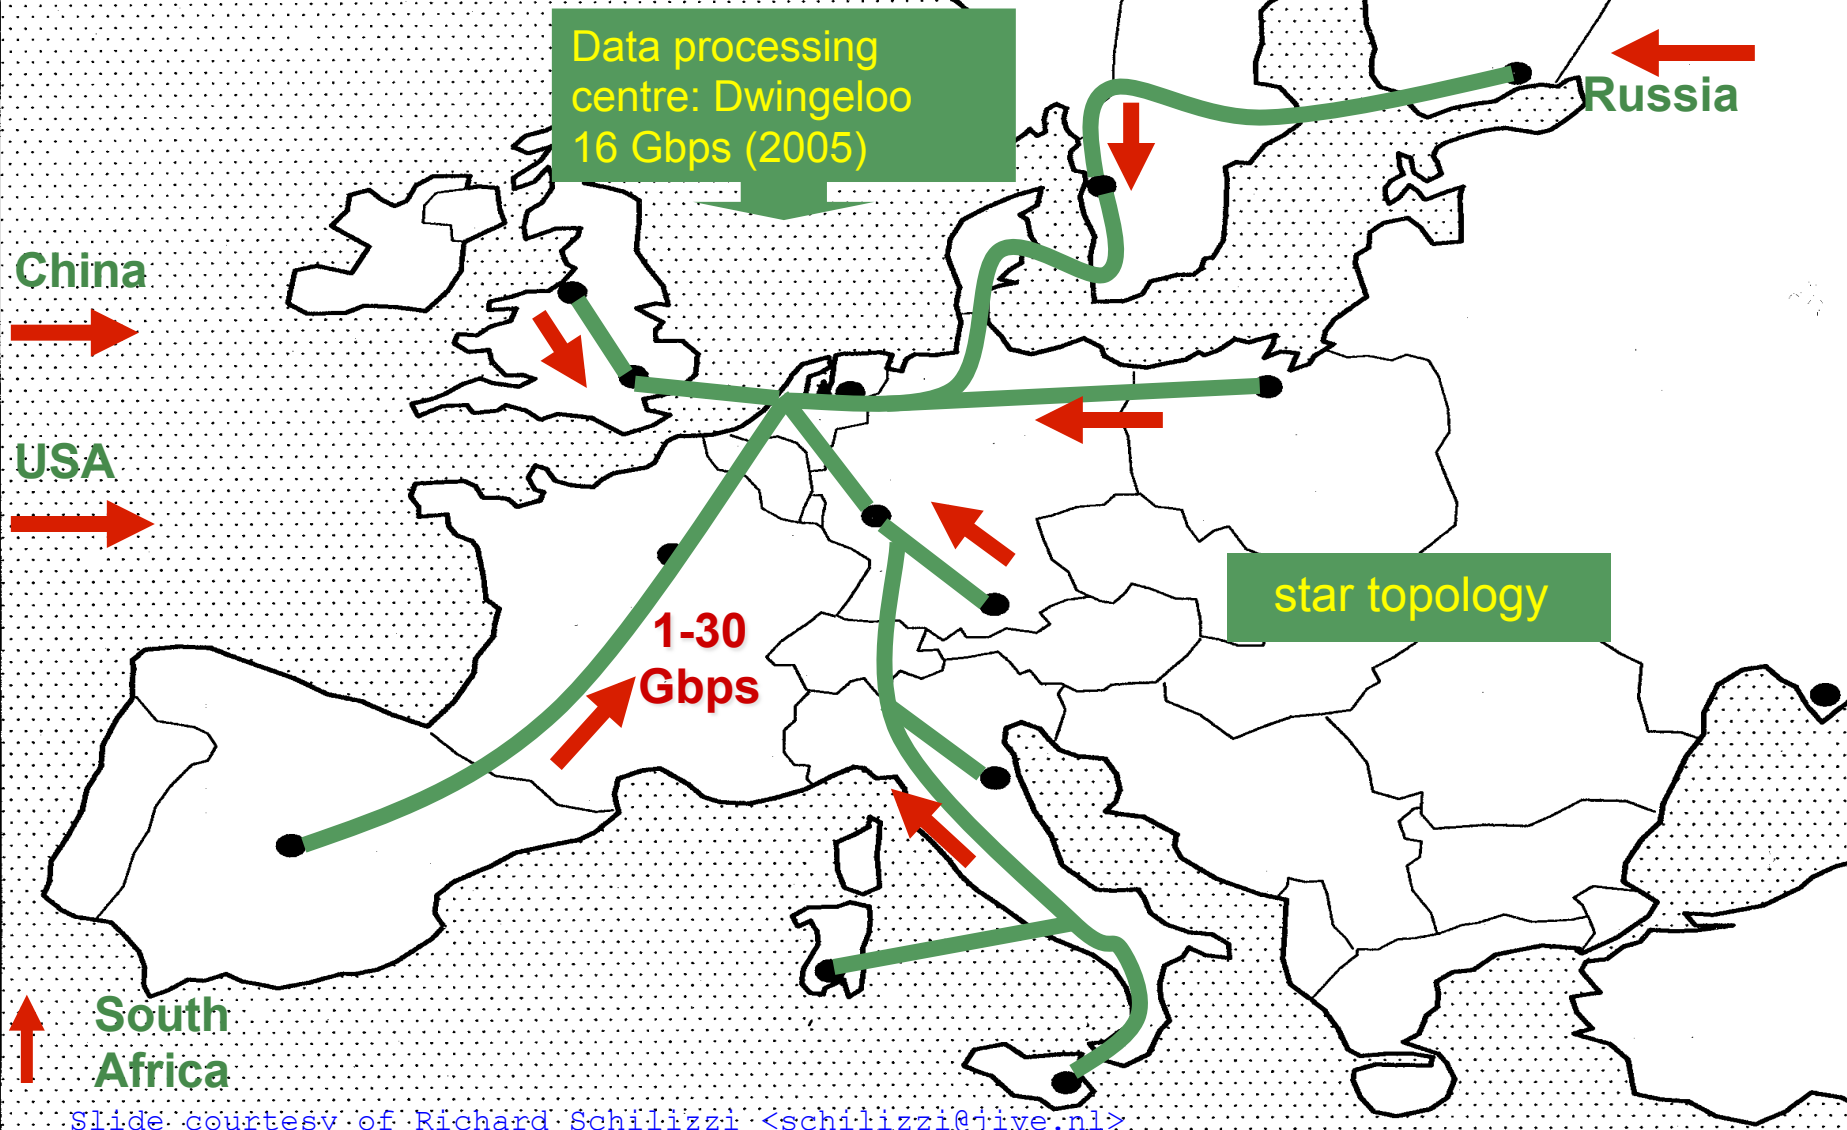 Data processing
centre: Dwingeloo
16 Gbps (2005)
Russia
China
USA
star topology
1-30
Gbps
South
Africa
Slide courtesy of Richard Schilizzi <schilizzi@jive.nl>